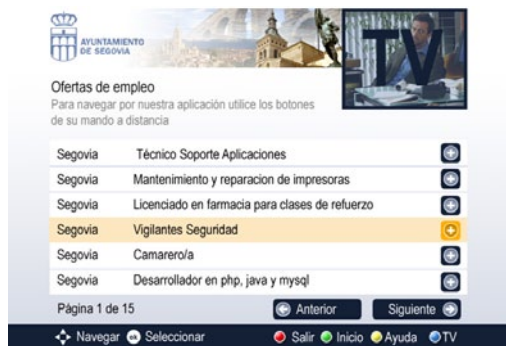 AYUNTAMIENTO
DE SEGOVIA
TV
Ofertas de empleo
Para navegar por nuestra aplicación utilice los botones
de su mando a distancia
Segovia Técnico Soporte Aplicaciones
Segovia Mantenimiento y reparacion de impresoras
Segovia Licenciado en farmacia para clases de refuerzo
Segovia Vigilantes Seguridad
Segovia Camarero/a
Segovia Desarrollador en php, java y mysql
Página 1 de 15 Anterior Siguiente
Navegar ok Seleccionar Salir Inicio Ayuda TV